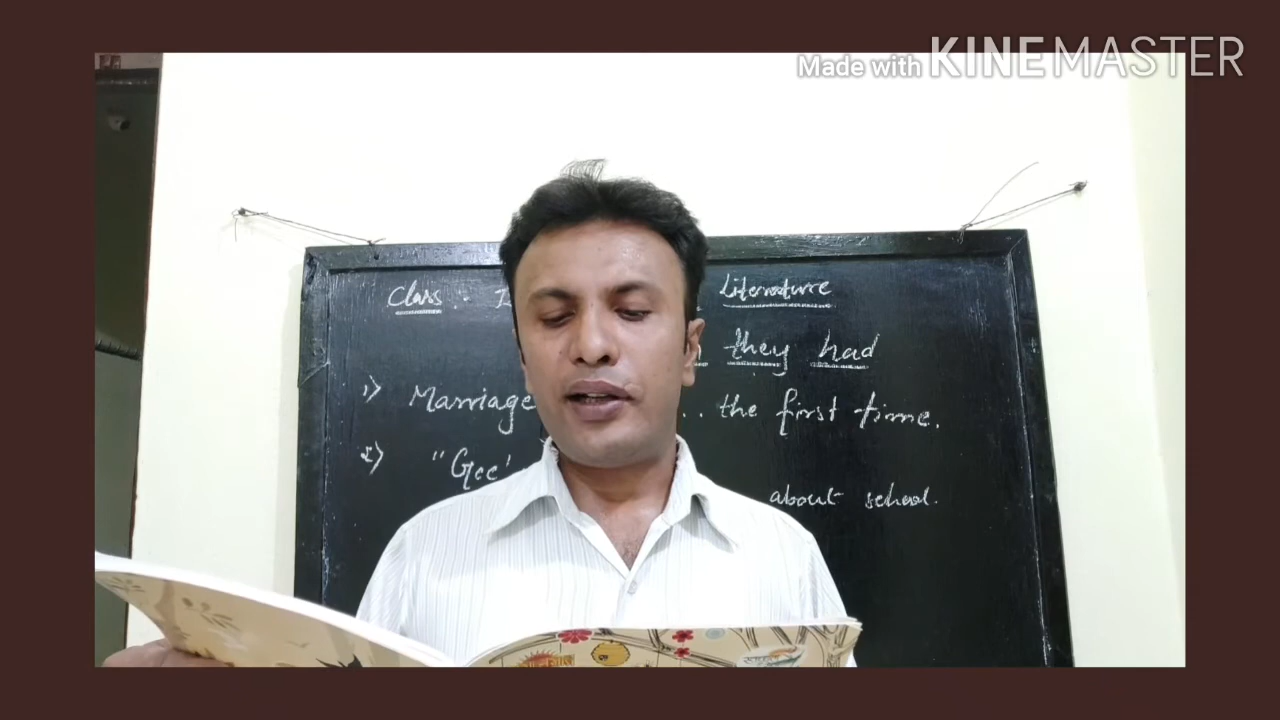 Made with KINEMASTER
Class : Literature
they had
1) Marriage .. the first time.
2) "Gee'
about school.